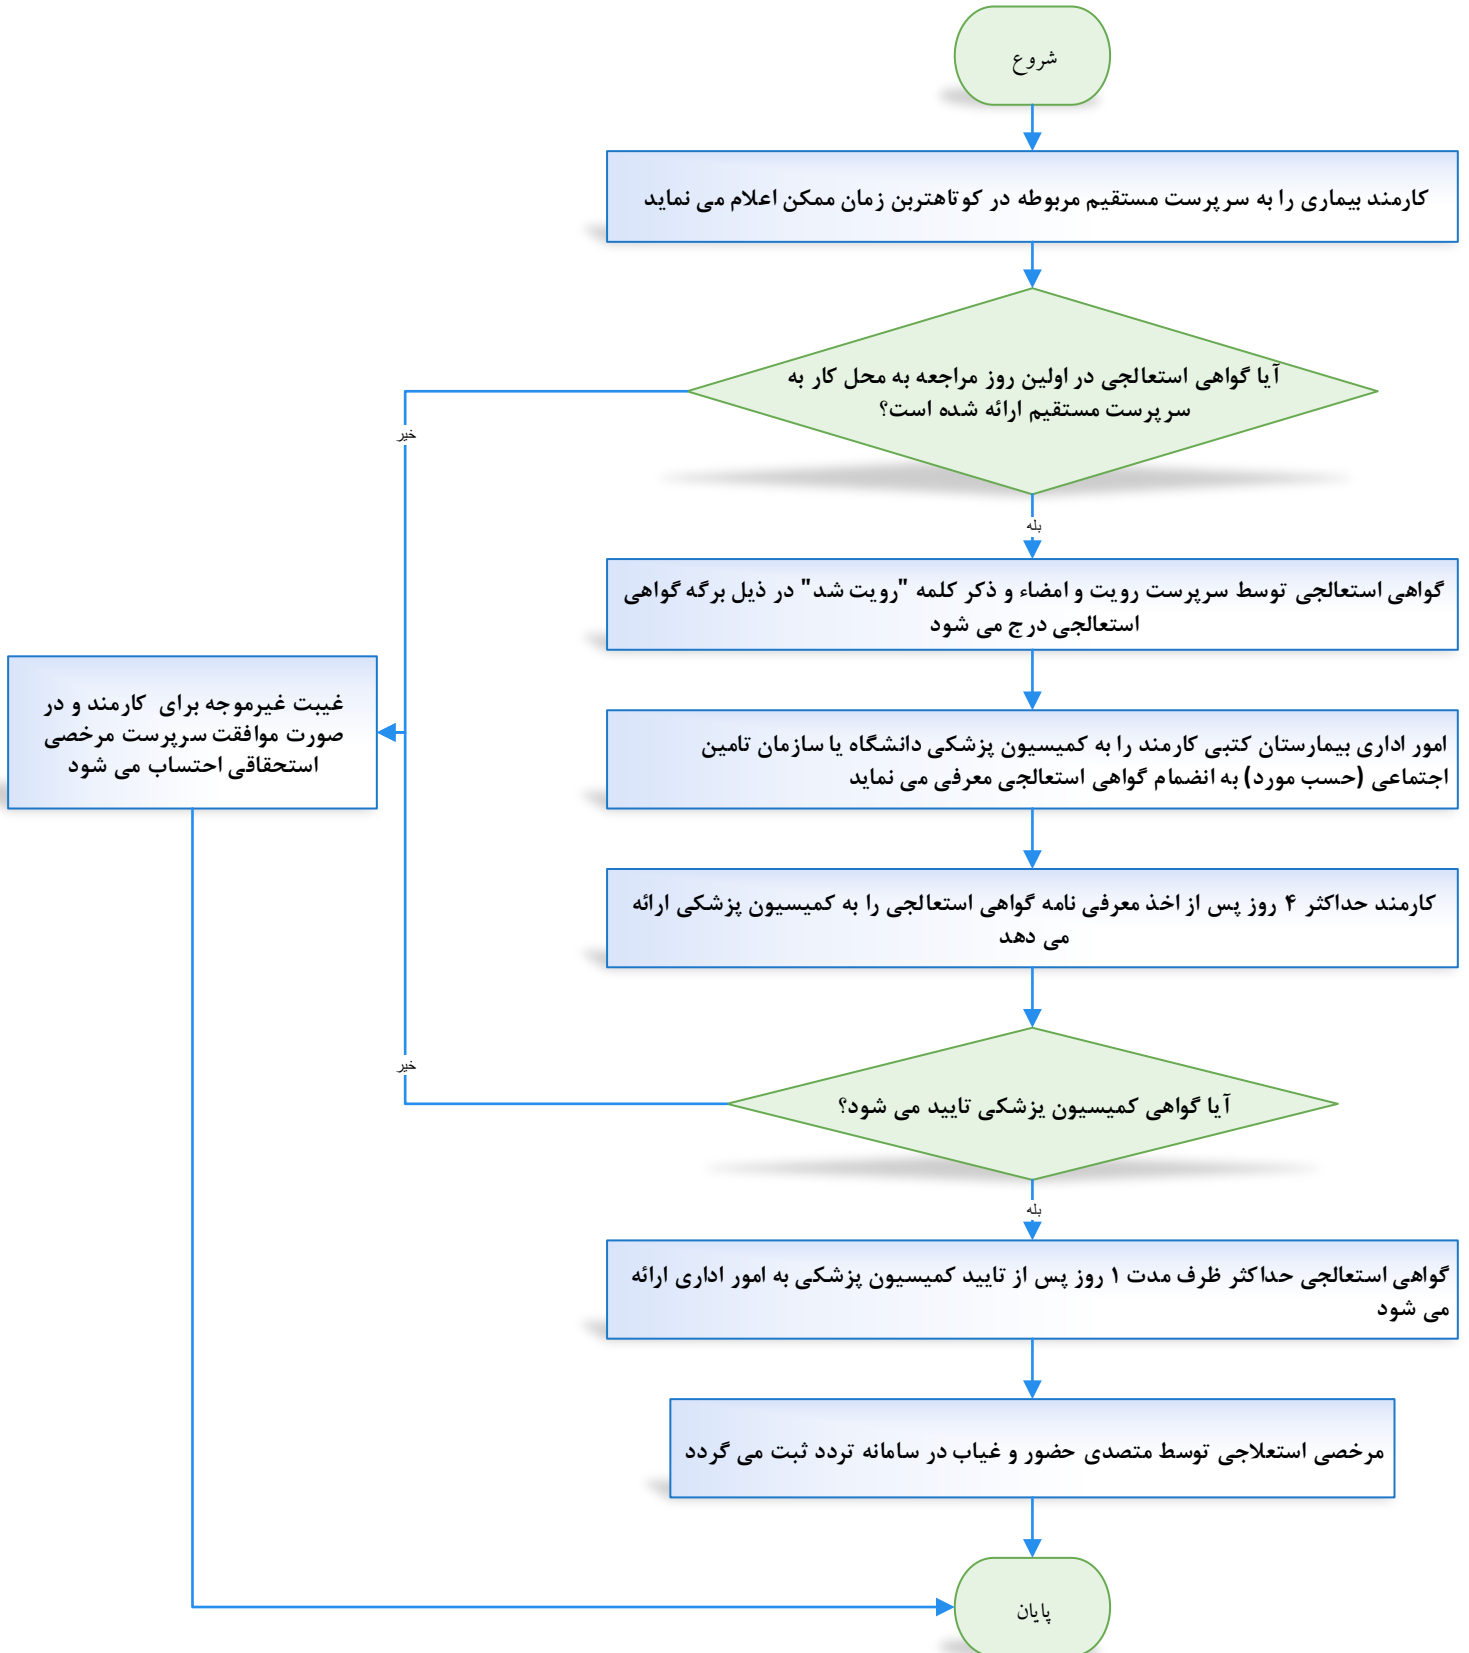 شروع
کارمند بیماری را به سرپرست مستقیم مربوطه در کوتاهترین زمان ممکن اعلام می نماید
آیا گواهی استعالجی در اولین روز مراجعه به محل کار به
سرپرست مستقیم ارائه شده است؟
خیر
بله
گواهی استعالجی توسط سرپرست رویت و امضاء و ذکر کلمه "رویت شد" در ذیل برگه گواهی
استعالجی درج می شود
غیبت غیرموجه برای کارمند و در
صورت موافقت سرپرست مرخصی
استحقاقی احتساب می شود
امور اداری بیمارستان کتبی کارمند را به کمیسیون پزشکی دانشگاه یا سازمان تامین
اجتماعی (حسب مورد) به انضمام گواهی استعالجی معرفی می نماید
کارمند حداکثر ۴ روز پس از اخذ معرفی نامه گواهی استعالجی را به کمیسیون پزشکی ارائه
می دهد
خیر
آیا گواهی کمیسیون پزشکی تایید می شود؟
بله
گواهی استعالجی حداکثر ظرف مدت ۱ روز پس از تایید کمیسیون پزشکی به امور اداری ارائه
می شود
مرخصی استعلاجی توسط متصدی حضور و غیاب در سامانه تردد ثبت می گردد
پایان